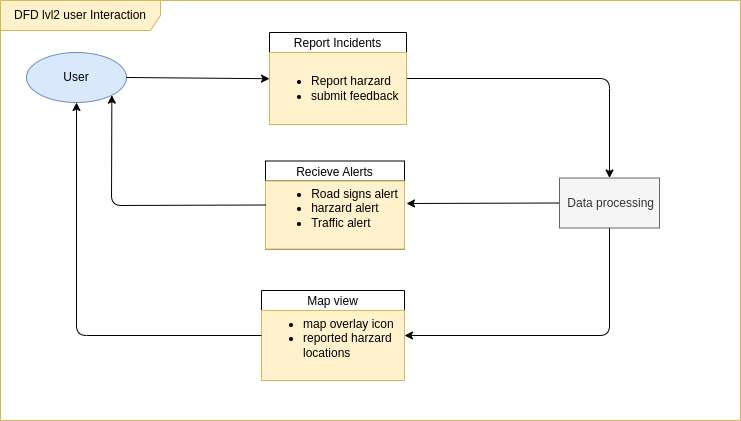 DFD lvl2 user Interaction
User
Report Incidents
Report harzard
submit feedback
Recieve Alerts
Road signs alert
harzard alert
Traffic alert
Data processing
Map view
map overlay icon
reported harzard
locations